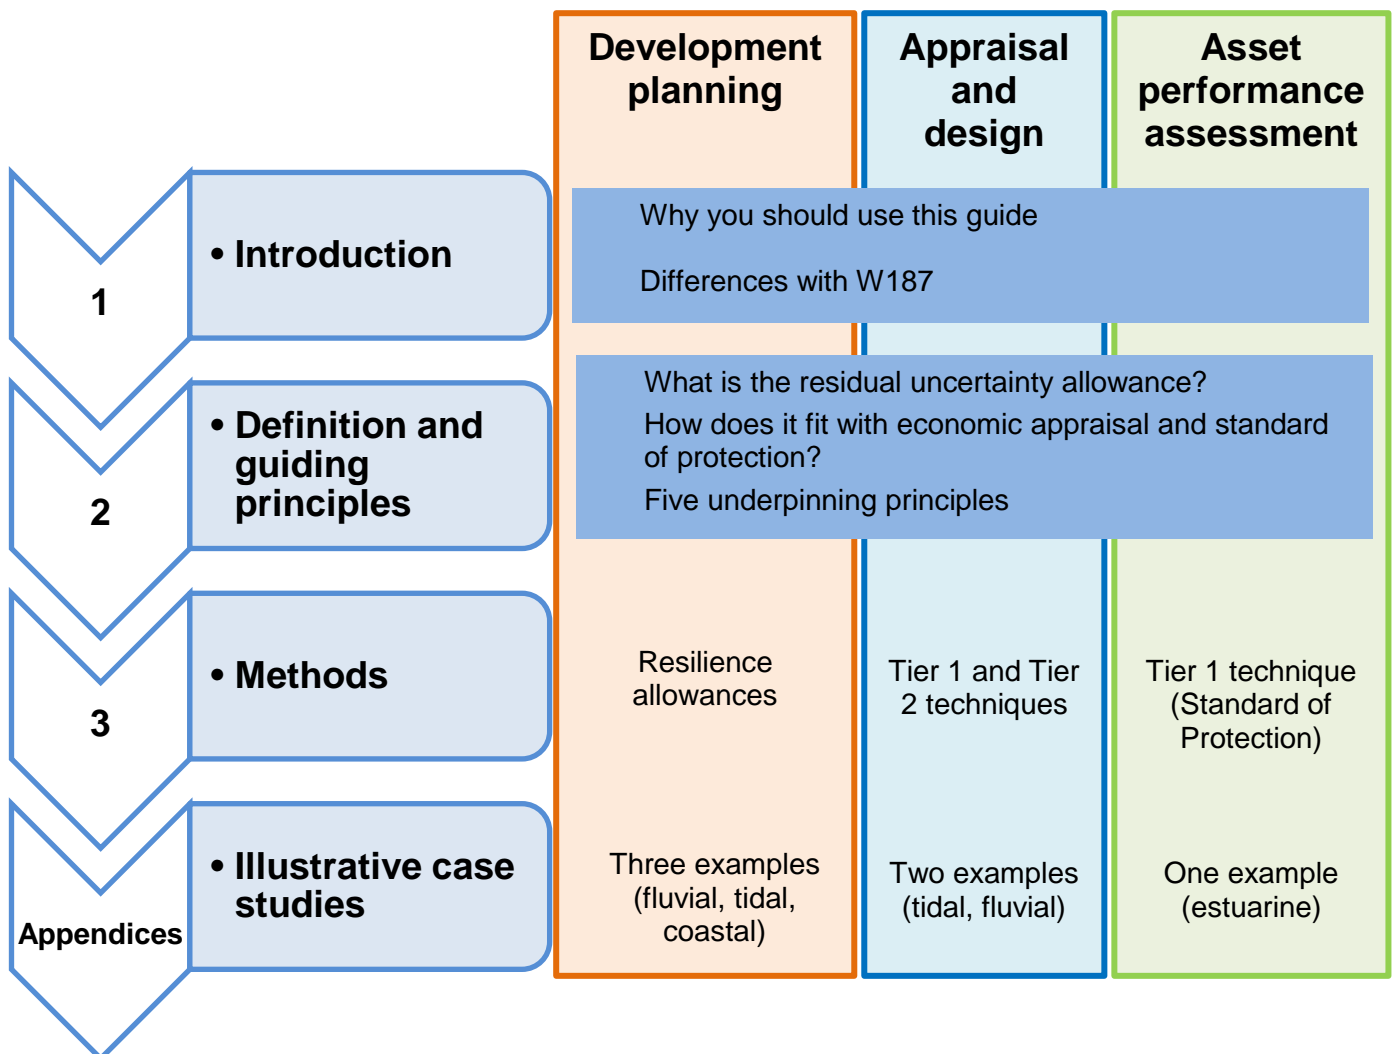 Development
planning
Appraisal
and
design
Asset
performance
assessment
1
• Introduction
Why you should use this guide
Differences with W187
2
• Definition and
guiding
principles
What is the residual uncertainty allowance?
How does it fit with economic appraisal and standard
of protection?
Five underpinning principles
3
• Methods
Resilience
allowances
Tier 1 and Tier
2 techniques
Tier 1 technique
(Standard of
Protection)
Appendices
• Illustrative case
studies
Three examples
(fluvial, tidal,
coastal)
Two examples
(tidal, fluvial)
One example
(estuarine)